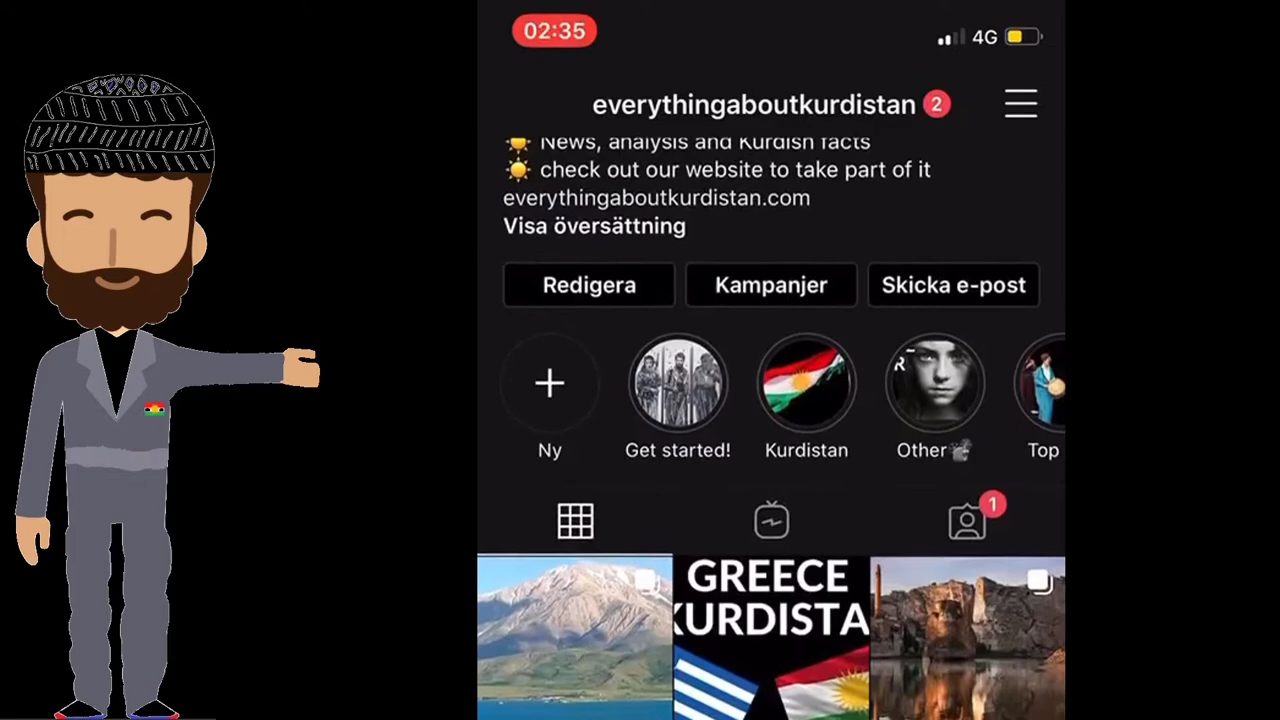 02:35
4G
everythingaboutkurdistan 2
News, analysis and Kurdish facts
check out our website to take part of it
everythingaboutkurdistan.com
Visa översättning
Redigera
Kampanjer
Skicka e-post
R
Ny
Get started!
Kurdistan
Other
Top
1
GREECE
KURDISTA